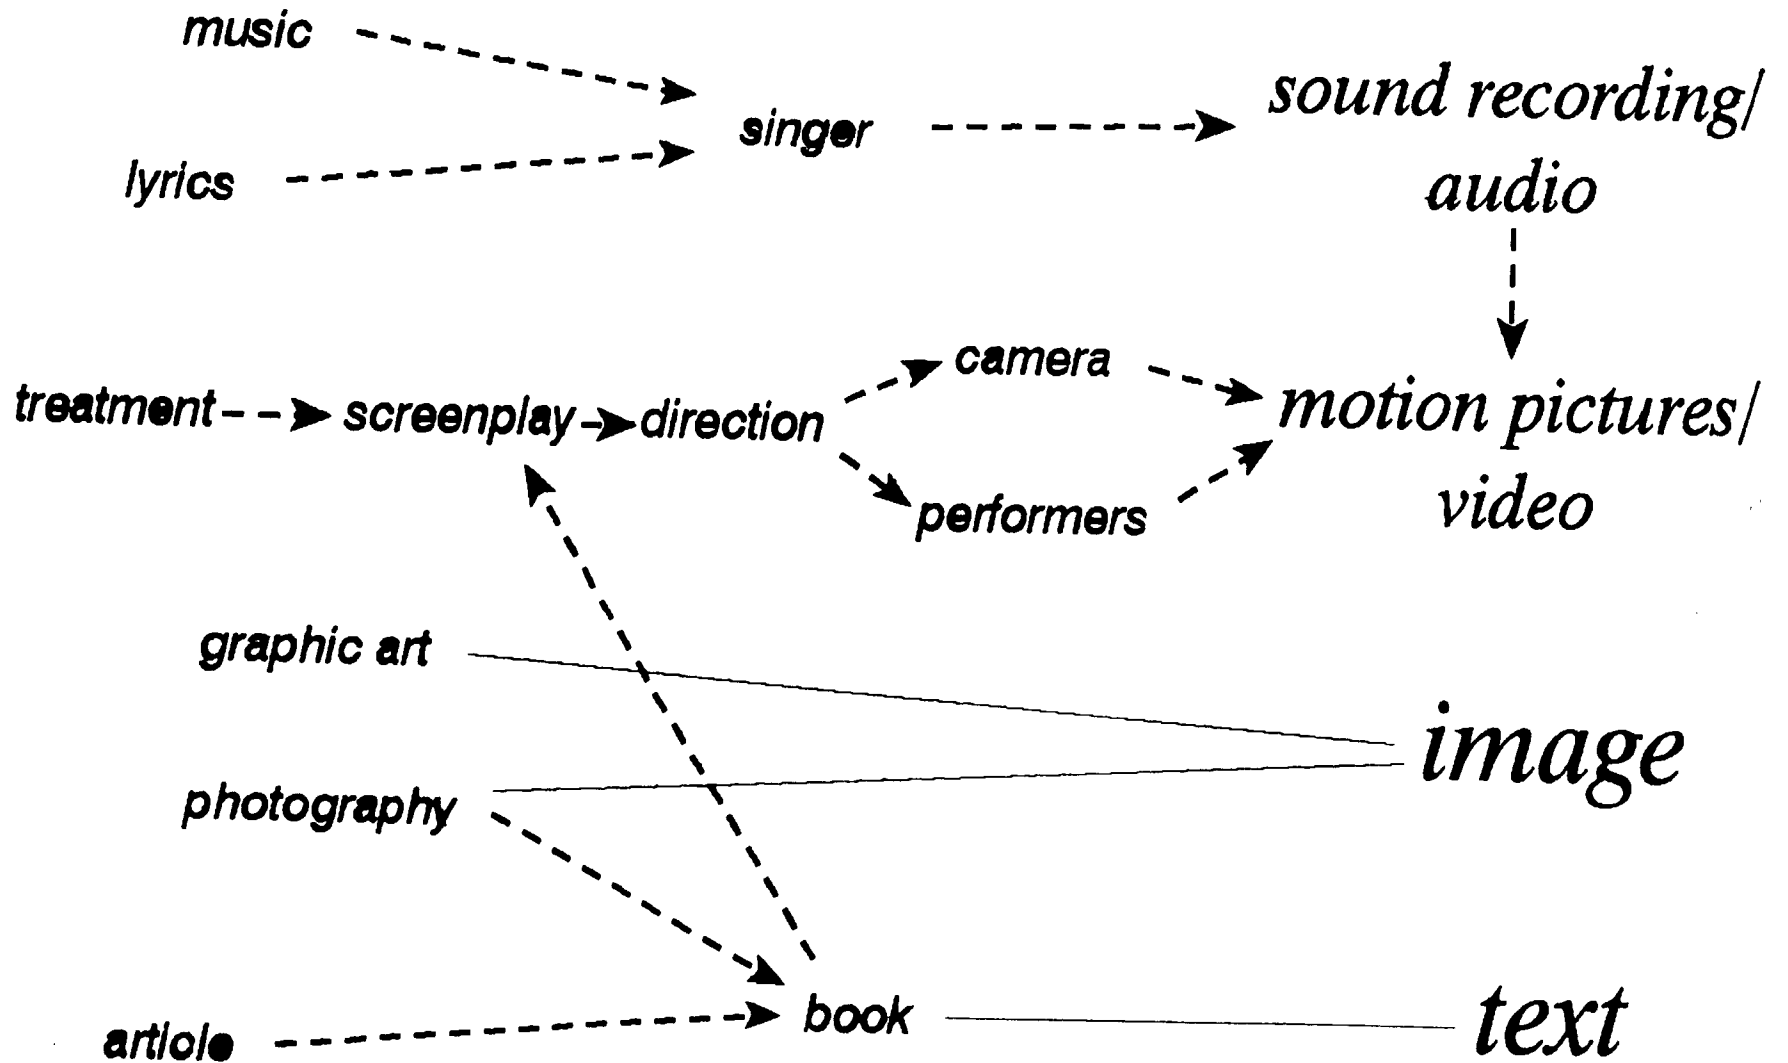 music
lyrics
singer
sound recording/
audio
treatment
screenplay
direction
camera
performers
motion pictures/
video
graphic art
photography
image
article
book
text